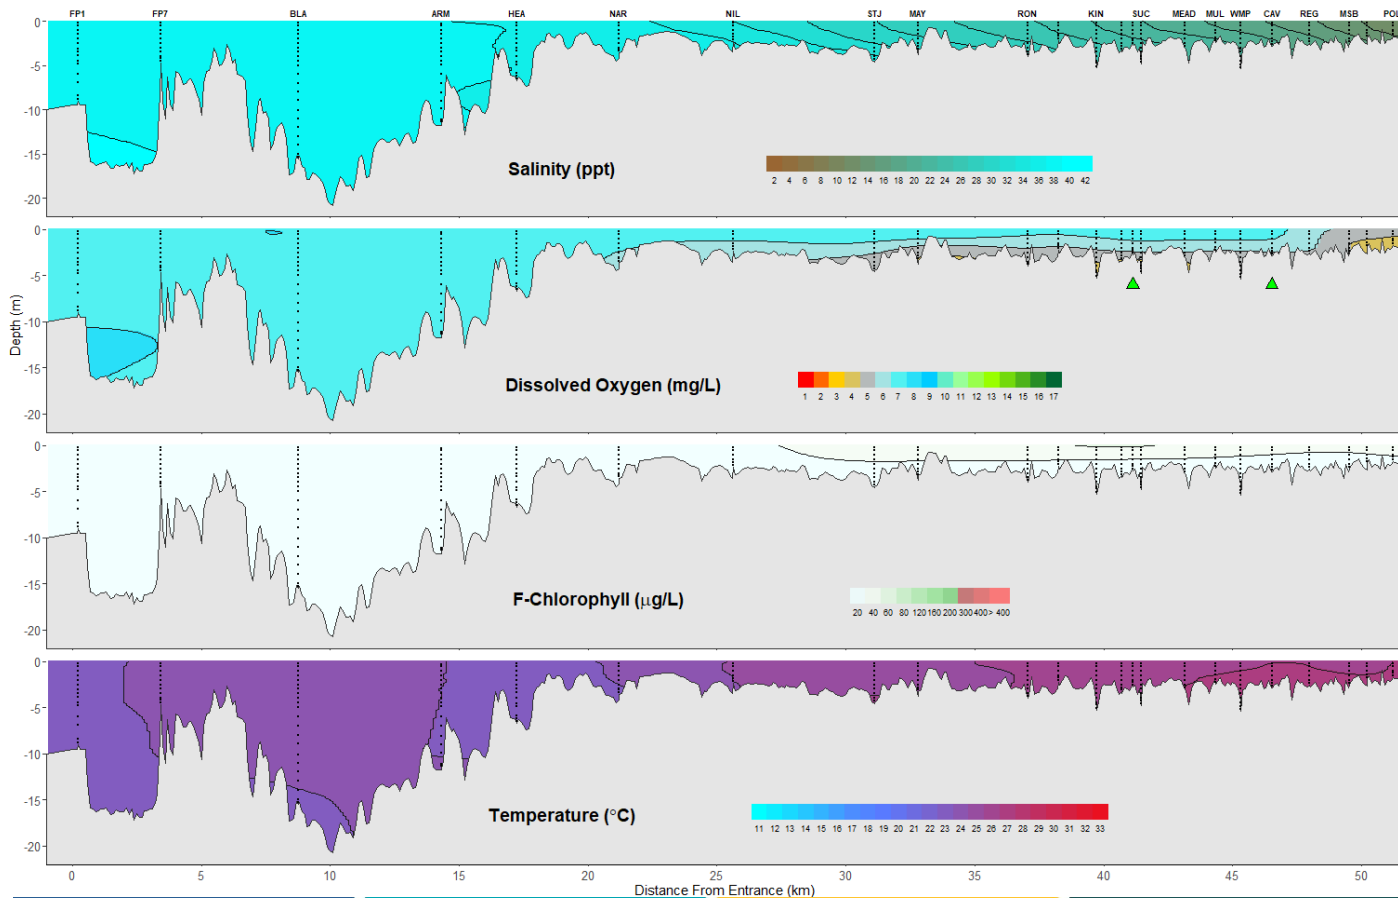 FP1 FP7 BLA ARM HEA NAR NIL STJ MAY RON KIN SUC MEAD MUL WMP CAV REG MSB POL
0
-5
-10
-15
-20
Salinity (ppt)
2 4 6 8 10 12 14 16 18 20 22 24 26 28 30 32 34 36 38 40 42
0
-5
-10
-15
-20
Dissolved Oxygen (mg/L)
1 2 3 4 5 6 7 8 9 10 11 12 13 14 15 16 17
Depth (m)
0
-5
-10
-15
-20
F-Chlorophyll (µg/L)
20 40 60 80 120 160 200 300 400 > 400
0
-5
-10
-15
-20
Temperature (°C)
11 12 13 14 15 16 17 18 19 20 21 22 23 24 25 26 27 28 29 30 31 32 33
0 5 10 15 20 25 30 35 40 45 50
Distance From Entrance (km)